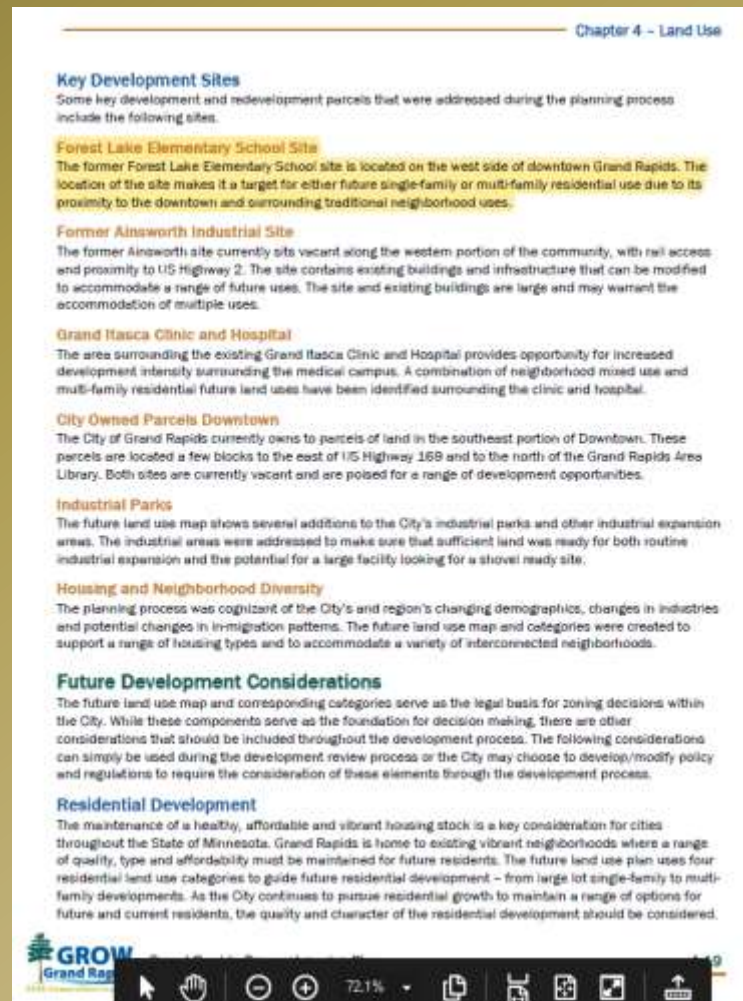 Chapter 4 – Land Use
Key Development Sites
Some key development and redevelopment parcels that were addressed during the planning process
include the following sites.
Forest Lake Elementary School Site
The former Forest Lake Elementary School site is located on the west side of downtown Grand Rapids. The
location of the site makes it a target for either future single-family or multi-family residential use due to its
proximity to the downtown and surrounding traditional neighborhood uses.
Former Ainsworth Industrial Site
The former Ainsworth site currently sits vacant along the western portion of the community, with rail access
and proximity to US Highway 2. The site contains existing buildings and infrastructure that can be modified
to accommodate a range of future uses. The site and existing buildings are large and may warrant the
accommodation of multiple uses.
Grand Itasca Clinic and Hospital
The area surrounding the existing Grand Itasca Clinic and Hospital provides opportunity for increased
development intensity surrounding the medical campus. A combination of neighborhood mixed use and
multi-family residential future land uses have been identified surrounding the clinic and hospital.
City Owned Parcels Downtown
The City of Grand Rapids currently owns to parcels of land in the southeast portion of Downtown. These
parcels are located a few blocks to the east of US Highway 169 and to the north of the Grand Rapids Area
Library. Both sites are currently vacant and are poised for a range of development opportunities.
Industrial Parks
The future land use map shows several additions to the City's industrial parks and other industrial expansion
areas. The industrial areas were addressed to make sure that sufficient land was ready for both routine
industrial expansion and the potential for a large facility looking for a shovel ready site.
Housing and Neighborhood Diversity
The planning process was cognizant of the City's and region's changing demographics, changes in industries
and potential changes in in-migration patterns. The future land use map and categories were created to
support a range of housing types and to accommodate a variety of interconnected neighborhoods.
Future Development Considerations
The future land use map and corresponding categories serve as the legal basis for zoning decisions within
the City. While these components serve as the foundation for decision making, there are other
considerations that should be included throughout the development process. The following considerations
can simply be used during the development review process or the City may choose to develop/modify policy
and regulations to require the consideration of these elements through the development process.
Residential Development
The maintenance of a healthy, affordable and vibrant housing stock is a key consideration for cities
throughout the State of Minnesota. Grand Rapids is home to existing vibrant neighborhoods where a range
of quality, type and affordability must be maintained for future residents. The future land use plan uses four
residential land use categories to guide future residential development – from large lot single-family to multi-
family developments. As the City continues to pursue residential growth to maintain a range of options for
future and current residents, the quality and character of the residential development should be considered.
GROW
Grand Rap
72.1%